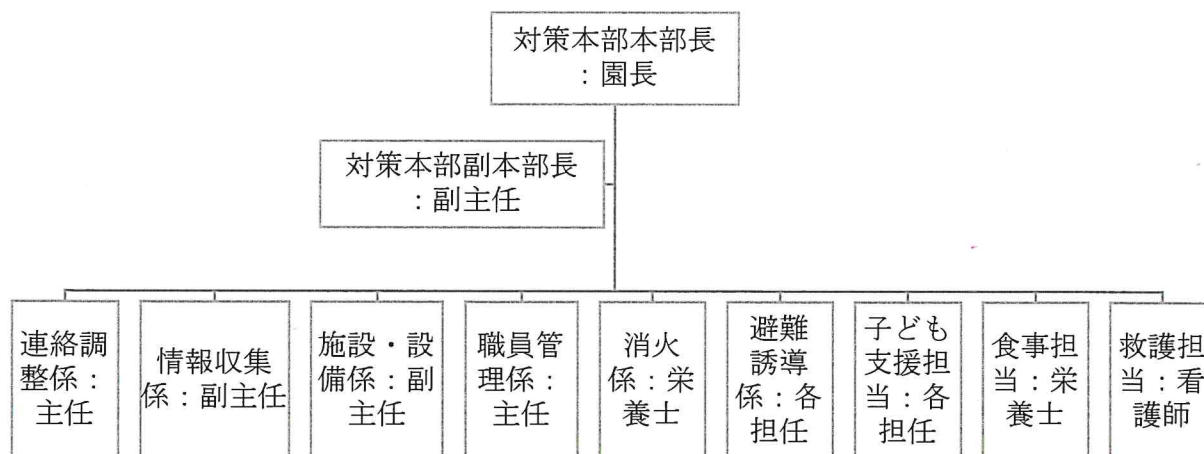 対策本部本部長
：園長
対策本部副本部長
：副主任
連絡調
整係：
主任
情報収集
係：副主任
施設・設
備係：副
主任
職員管
理係：
主任
消火
係：栄
養士
避難
誘導
係：各
担任
子ども
支援担
当：各
担任
食事担
当：栄
養士
救護担
当：看
護師